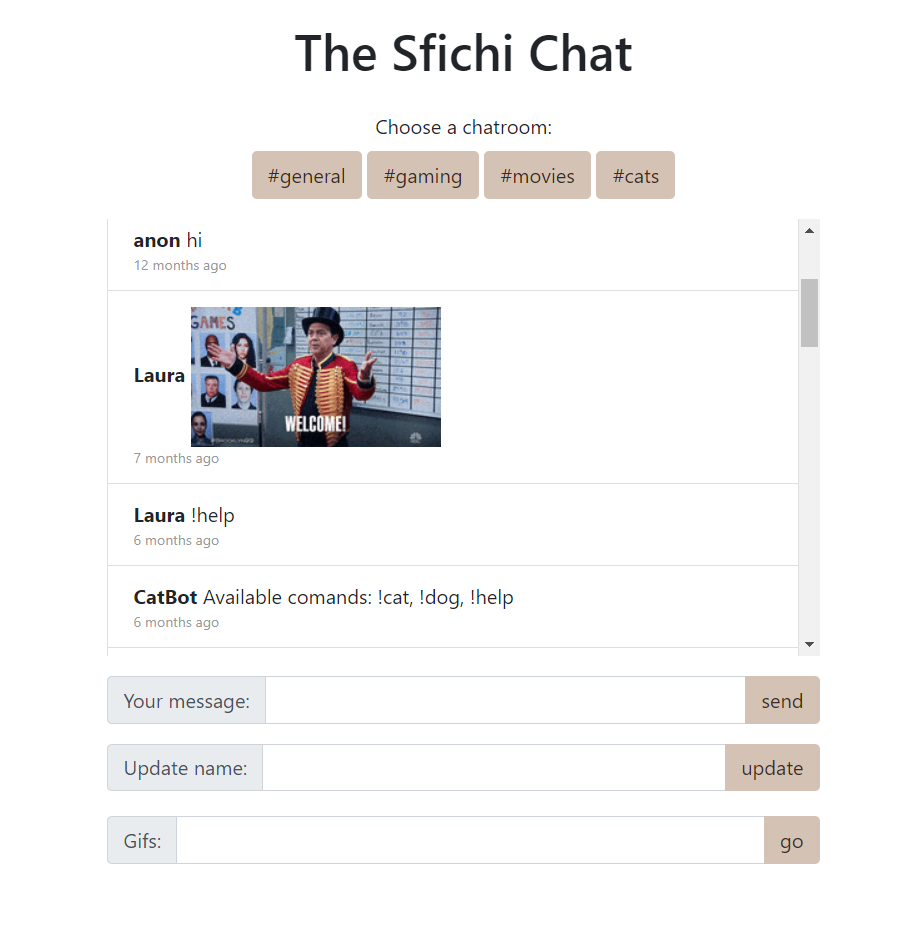 The Sfichi Chat
Choose a chatroom:
#general #gaming #movies #cats
anon hi
12 months ago
GAMES
Laura
WELCOME!
7 months ago
Laura !help
6 months ago
CatBot Available comands: !cat, !dog, !help
6 months ago
Your message: send
Update name: update
Gifs: go